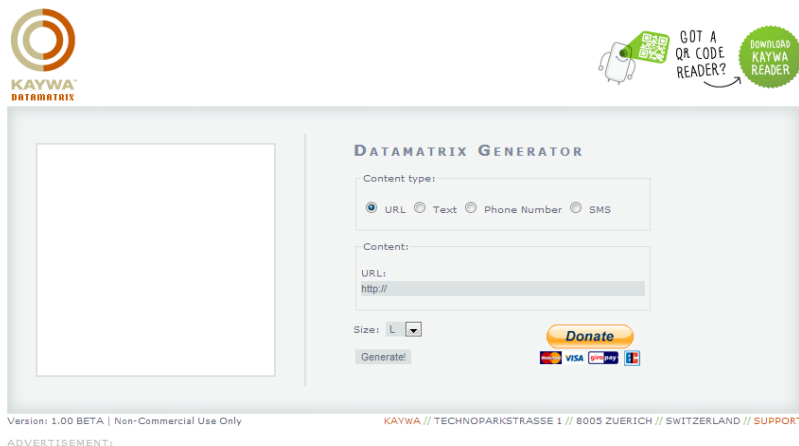 KAYWA
DATAMATRIX
GOT A
QR CODE
READER?
DOWNLOAD
KAYWA
READER
DATAMATRIX GENERATOR
Content type:
URL Text Phone Number SMS
Content:
URL:
http://
Size: L
Donate
Generate!
VISA giropay
Version: 1.00 BETA | Non-Commercial Use Only
KAYWA // TECHNOPARKSTRASSE 1 // 8005 ZUERICH // SWITZERLAND // SUPPORT
ADVERTISEMENT: